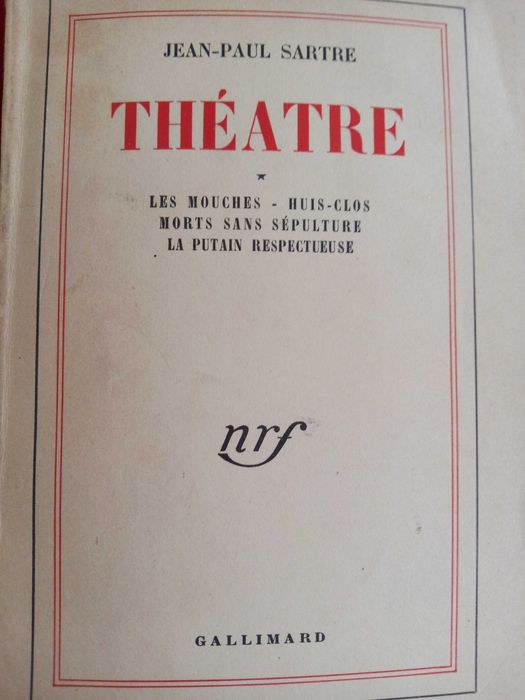 JEAN-PAUL SARTRE
THÉATRE
★
LES MOUCHES - HUIS-CLOS
MORTS SANS SÉPULTURE
LA PUTAIN RESPECTUEUSE
nrf
GALLIMARD